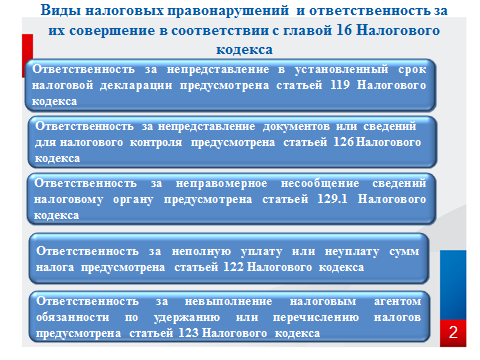 Виды налоговых правонарушений и ответственность за
их совершение в соответствии с главой 16 Налогового
кодекса
Ответственность за непредставление в установленный срок
налоговой декларации предусмотрена статьей 119 Налогового
кодекса
Ответственность за непредставление документов или сведений
для налогового контроля предусмотрена статьей 126 Налогового
кодекса
Ответственность за неправомерное несообщение сведений
налоговому органу предусмотрена статьей 129.1 Налогового
кодекса
Ответственность за неполную уплату или неуплату сумм
налога предусмотрена статьей 122 Налогового кодекса
Ответственность за невыполнение налоговым агентом
обязанности по удержанию или перечислению налогов
предусмотрена статьей 123 Налогового кодекса
2